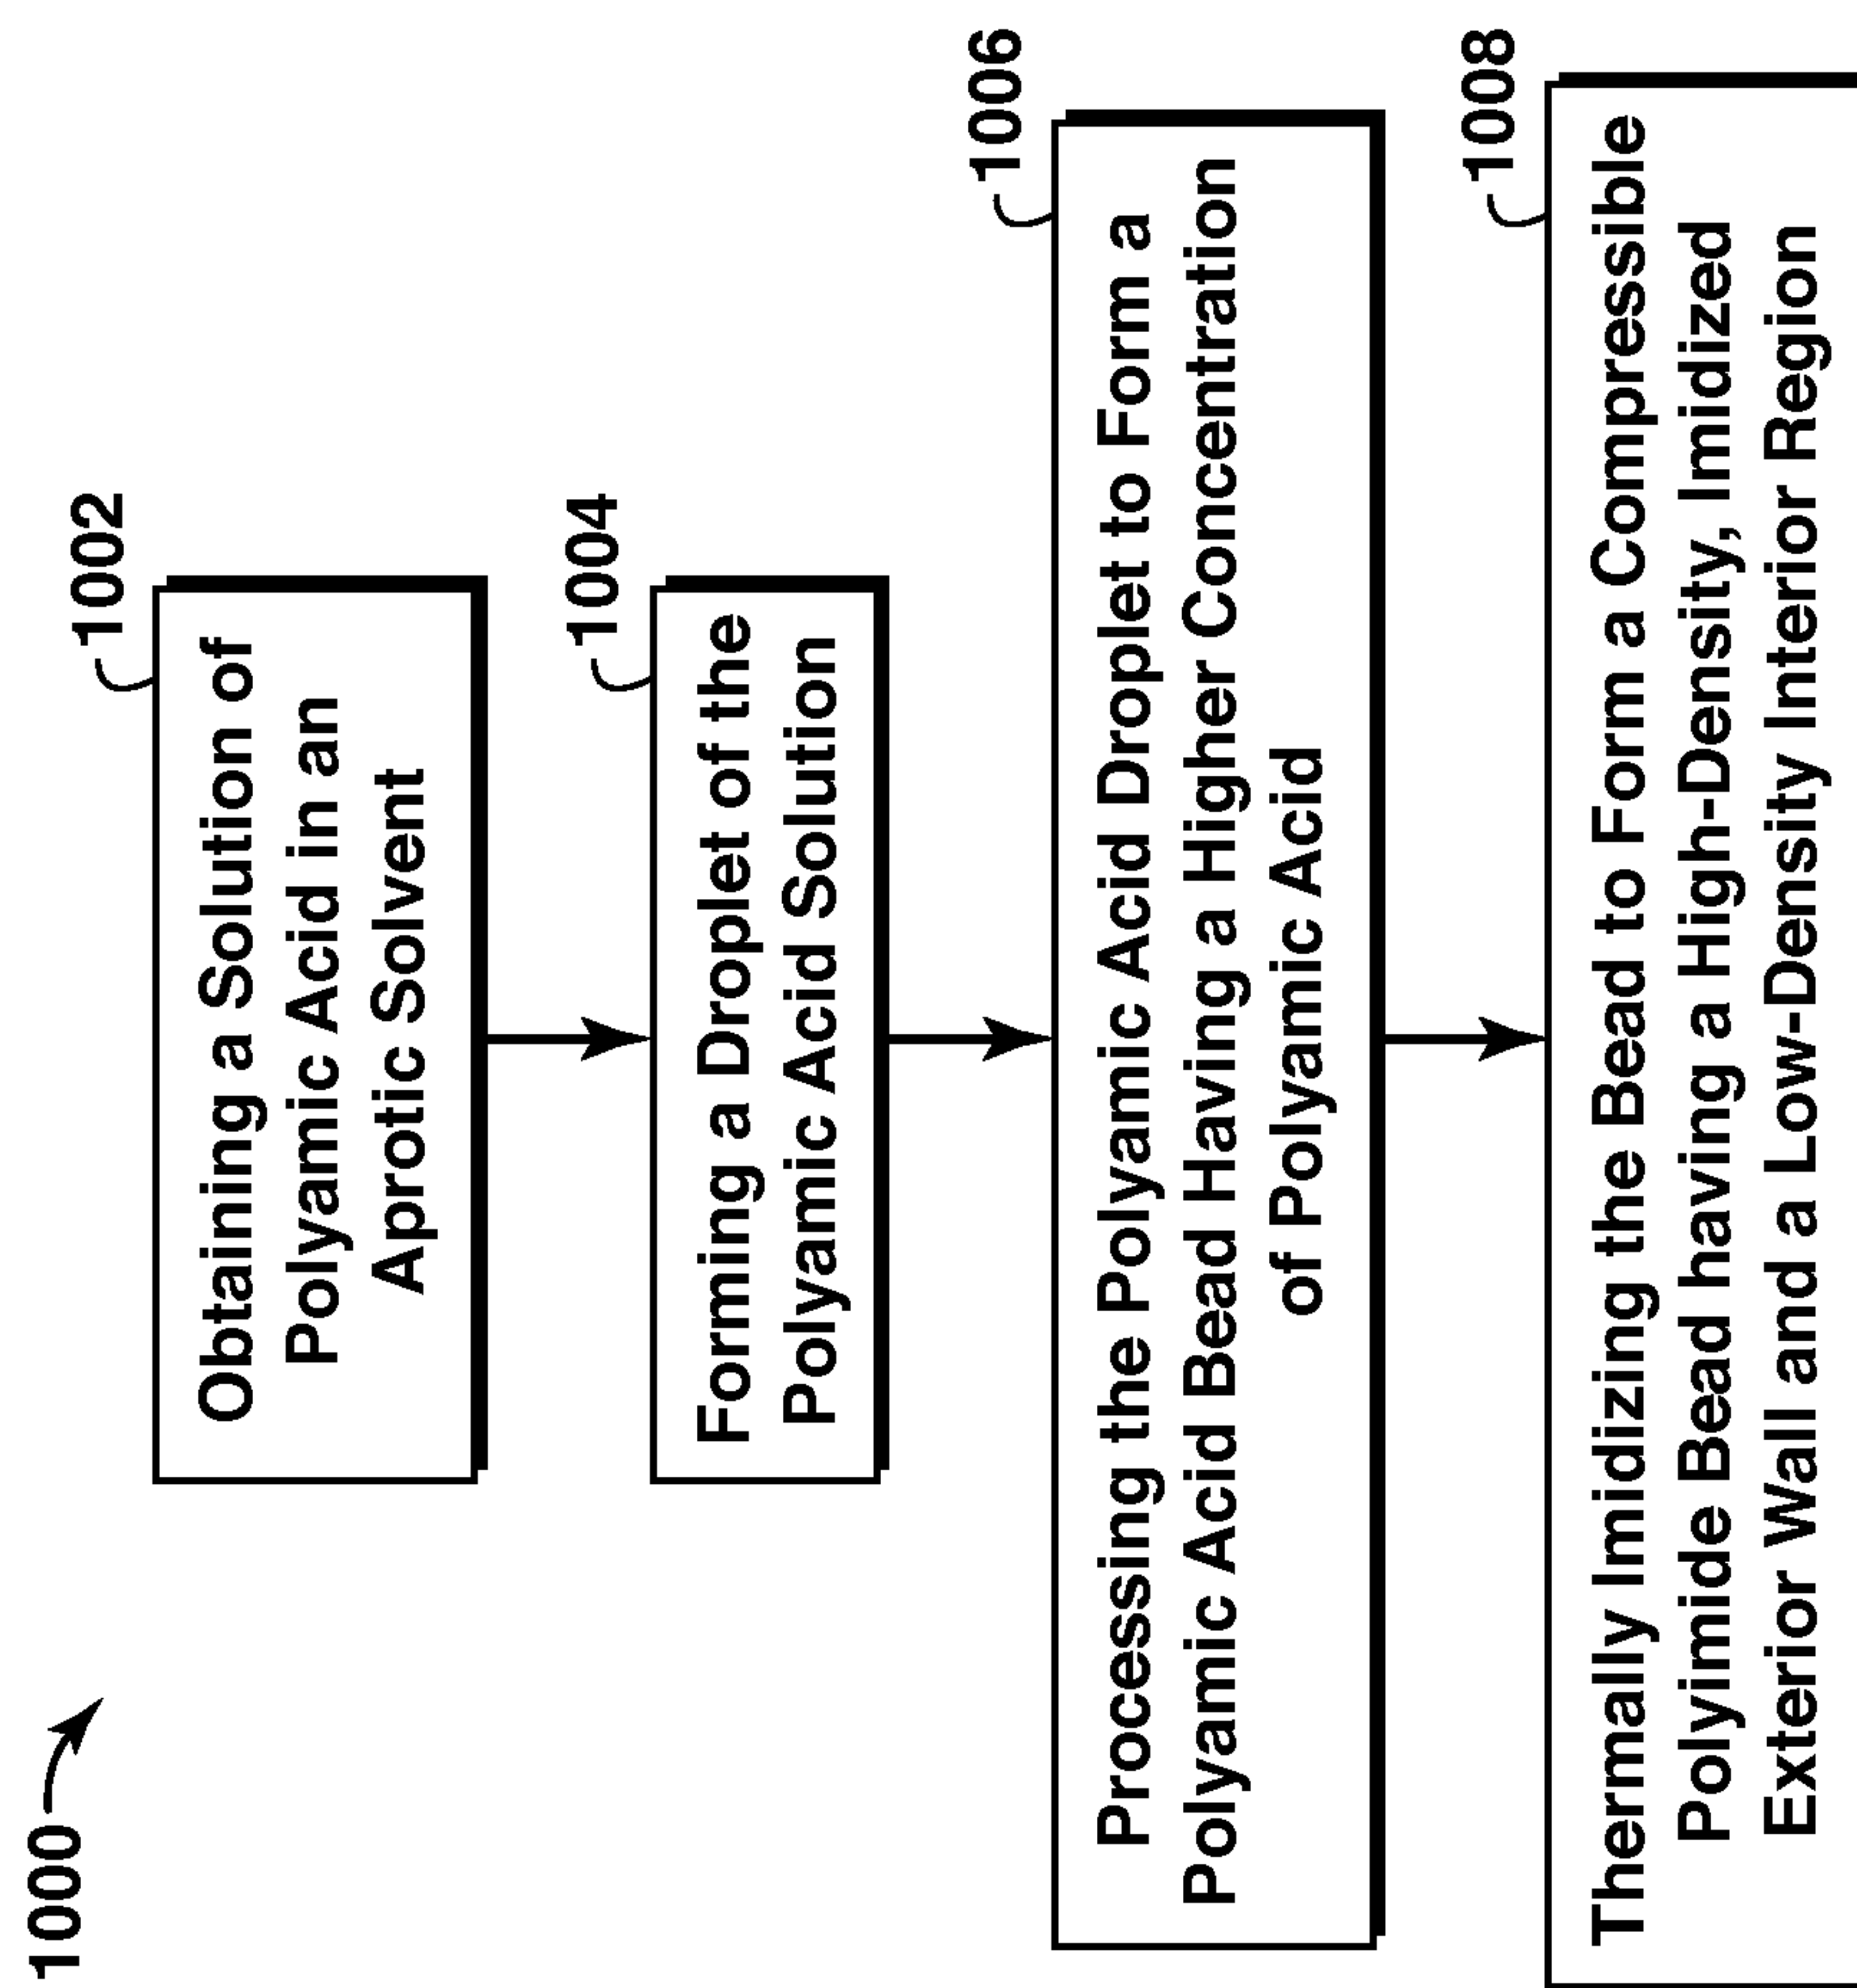 1000
1002
Obtaining a Solution of
Polyamic Acid in an
Aprotic Solvent
1004
Forming a Droplet of the
Polyamic Acid Solution
1006
Processing the Polyamic Acid Droplet to Form a
Polyamic Acid Bead Having a Higher Concentration
of Polyamic Acid
1008
Thermally Imidizing the Bead to Form a Compressible
Polyimide Bead having a High-Density, Imidized
Exterior Wall and a Low-Density Interior Region